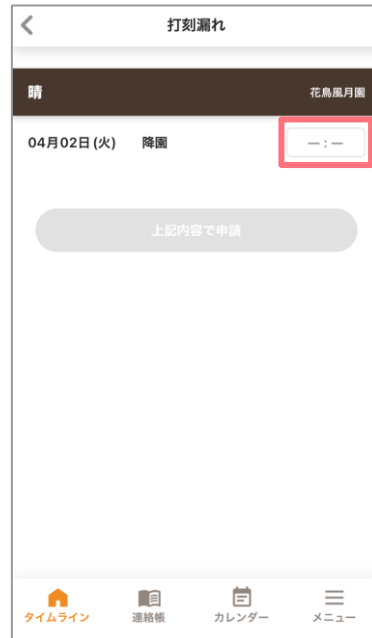 打刻漏れ
晴 花鳥風月園
04月02日(火) 降園 −:−
上記内容で申請
タイムライン 連絡帳 カレンダー メニュー